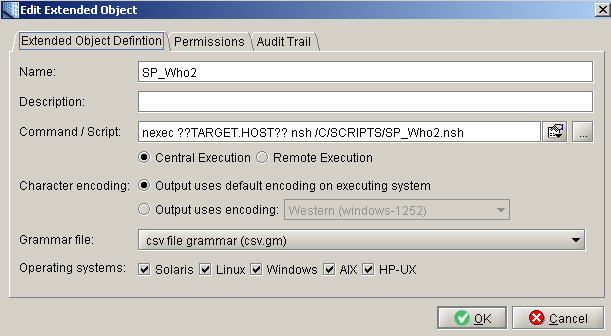 Edit Extended Object
Extended Object Defintion Permissions Audit Trail
Name: SP_Who2
Description:
Command / Script: nexec ??TARGET.HOST?? nsh /C/SCRIPTS/SP_Who2.nsh ...
Central Execution Remote Execution
Character encoding: Output uses default encoding on executing system
Output uses encoding: Western (windows-1252)
Grammar file: csv file grammar (csv.gm)
Operating systems: Solaris Linux Windows AIX HP-UX
OK Cancel